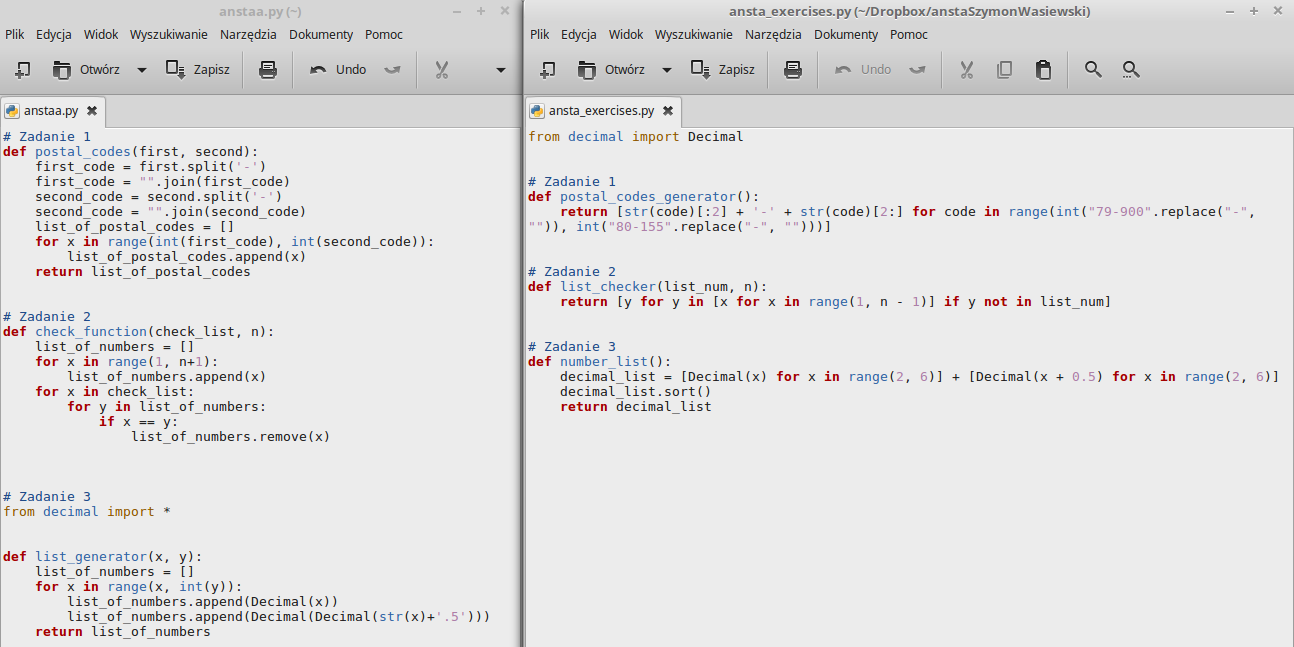 anstaa.py (~)
Plik Edycja Widok Wyszukiwanie Narzędzia Dokumenty Pomoc
Otwórz Zapisz Undo
anstaa.py
# Zadanie 1
def postal_codes(first, second):
    first_code = first.split('-')
    first_code = "".join(first_code)
    second_code = second.split('-')
    second_code = "".join(second_code)
    list_of_postal_codes = []
    for x in range(int(first_code), int(second_code)):
        list_of_postal_codes.append(x)
    return list_of_postal_codes
# Zadanie 2
def check_function(check_list, n):
    list_of_numbers = []
    for x in range(1, n+1):
        list_of_numbers.append(x)
    for x in check_list:
        for y in list_of_numbers:
            if x == y:
                list_of_numbers.remove(x)
# Zadanie 3
from decimal import *
def list_generator(x, y):
    list_of_numbers = []
    for x in range(x, int(y)):
        list_of_numbers.append(Decimal(x))
        list_of_numbers.append(Decimal(Decimal(str(x)+'.5')))
    return list_of_numbers
ansta_exercises.py (~/Dropbox/anstaSzymonWasiewski)
Plik Edycja Widok Wyszukiwanie Narzędzia Dokumenty Pomoc
Otwórz Zapisz Undo
ansta_exercises.py
from decimal import Decimal
# Zadanie 1
def postal_codes_generator():
    return [str(code)[:2] + '-' + str(code)[2:] for code in range(int("79-900".replace("-",
"")), int("80-155".replace("-", "")))]
# Zadanie 2
def list_checker(list_num, n):
    return [y for y in [x for x in range(1, n - 1)] if y not in list_num]
# Zadanie 3
def number_list():
    decimal_list = [Decimal(x) for x in range(2, 6)] + [Decimal(x + 0.5) for x in range(2, 6)]
    decimal_list.sort()
    return decimal_list